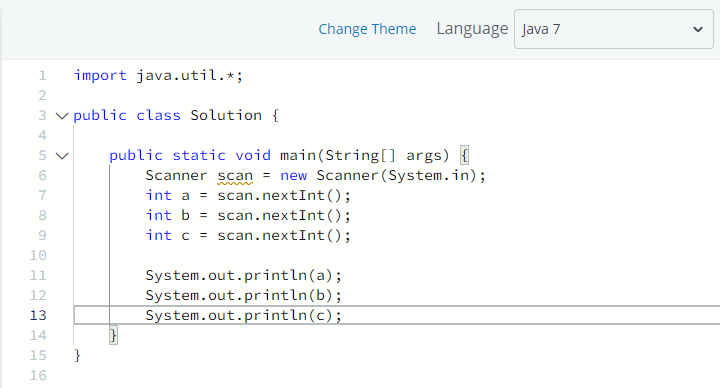 Change Theme Language Java 7
1 import java.util.*;
2
3 public class Solution {
4
5     public static void main(String[] args) {
6         Scanner scan = new Scanner(System.in);
7         int a = scan.nextInt();
8         int b = scan.nextInt();
9         int c = scan.nextInt();
10
11         System.out.println(a);
12         System.out.println(b);
13         System.out.println(c);
14     }
15 }
16